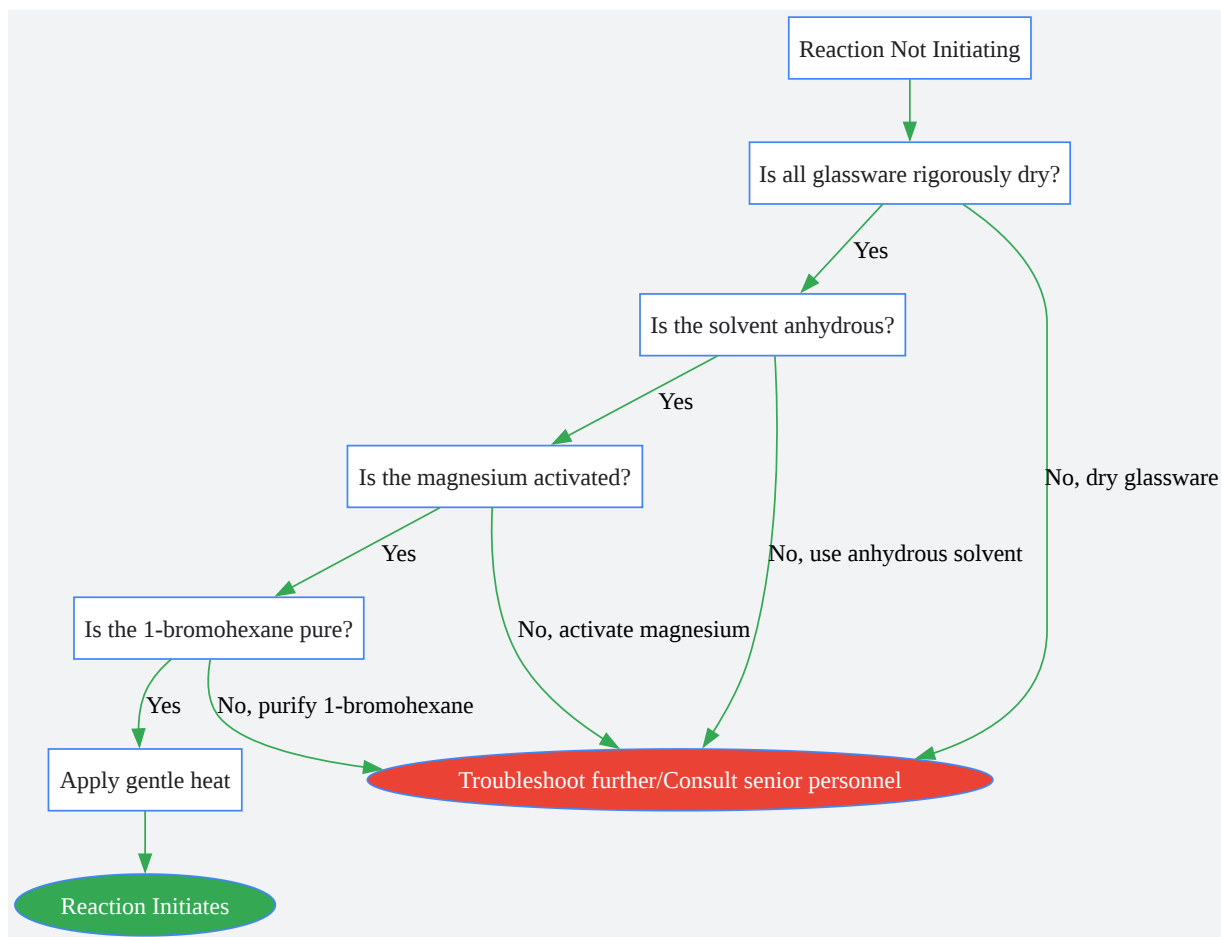 Reaction Not Initiating
Is all glassware rigorously dry?
Yes
Is the solvent anhydrous?
Yes
Is the magnesium activated?
No, dry glassware
Yes
No, use anhydrous solvent
Is the 1-bromohexane pure?
No, activate magnesium
Yes
No, purify 1-bromohexane
Apply gentle heat
Troubleshoot further/Consult senior personnel
Reaction Initiates